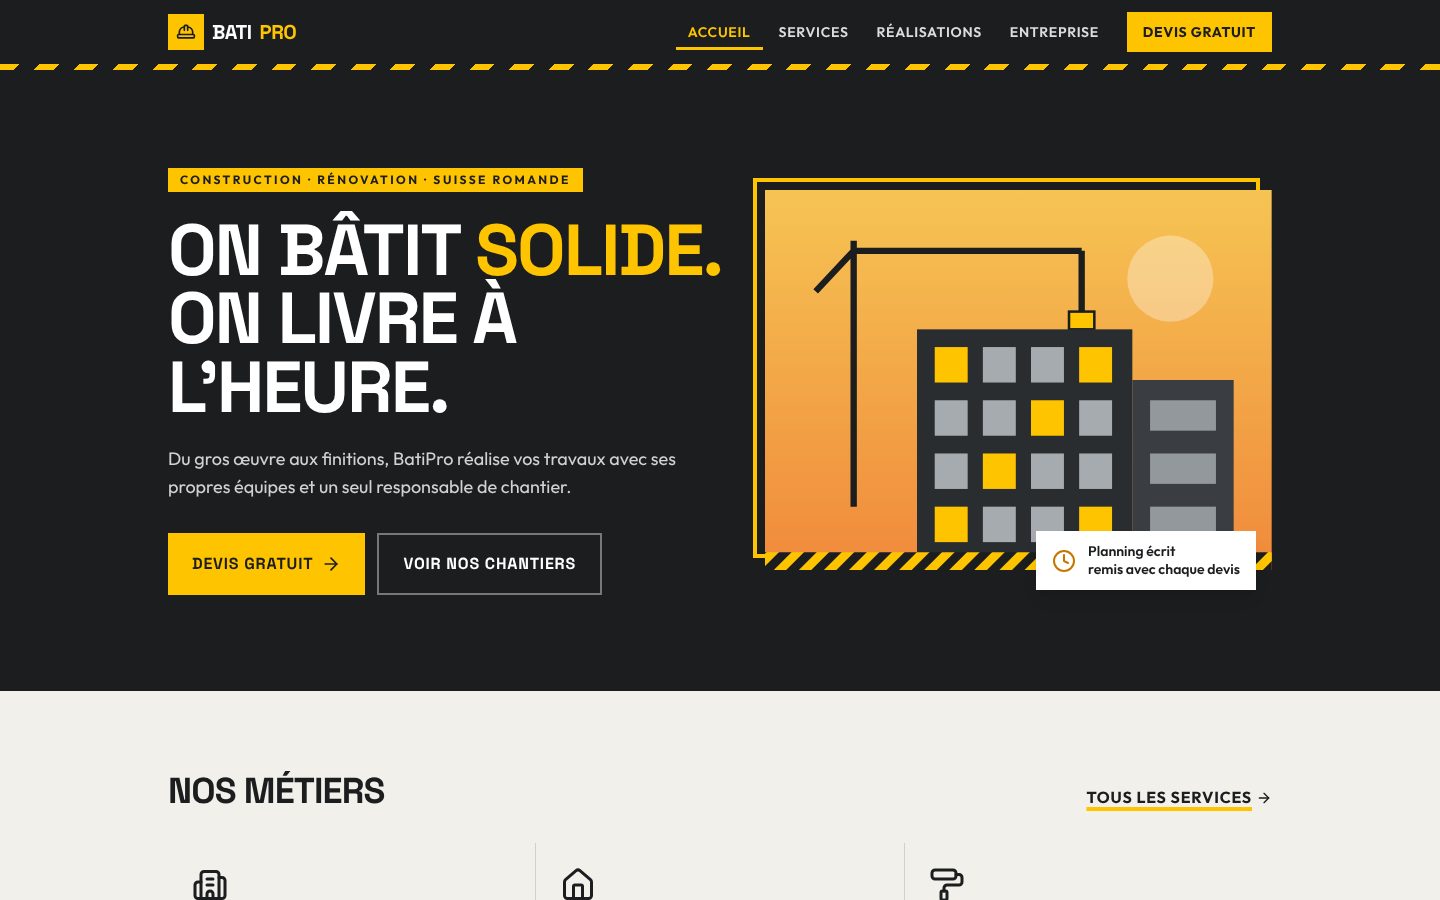 BATI PRO
ACCUEIL
SERVICES
RÉALISATIONS
ENTREPRISE
DEVIS GRATUIT
CONSTRUCTION · RÉNOVATION · SUISSE ROMANDE
ON BÂTIT SOLIDE.
ON LIVRE À
L’HEURE.
Du gros œuvre aux finitions, BatiPro réalise vos travaux avec ses
propres équipes et un seul responsable de chantier.
DEVIS GRATUIT →
VOIR NOS CHANTIERS
Planning écrit
remis avec chaque devis
NOS MÉTIERS
TOUS LES SERVICES →